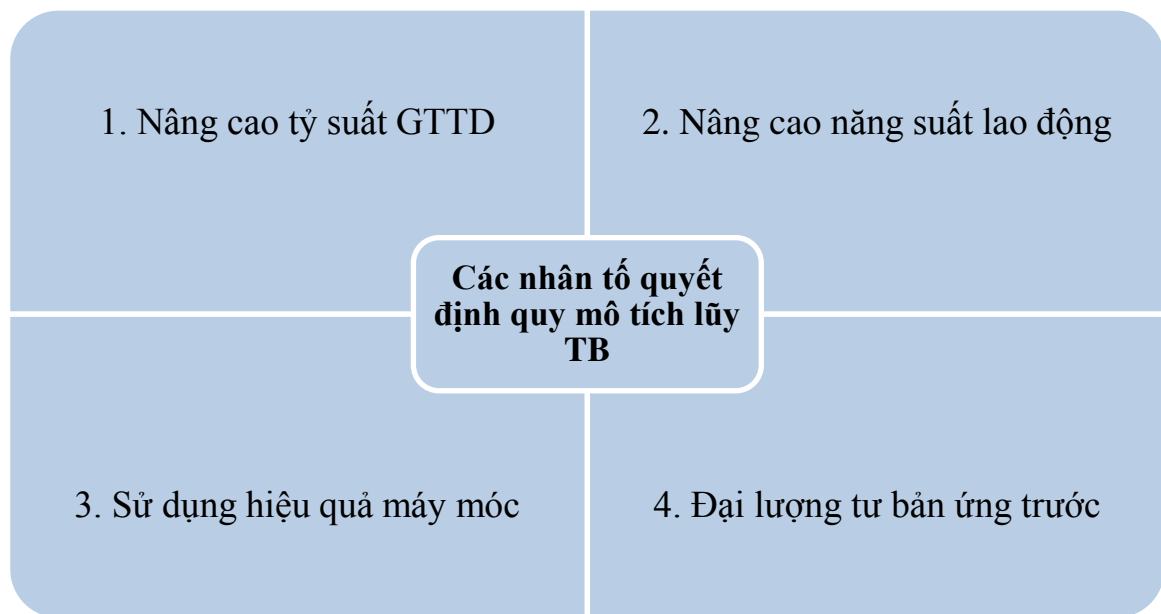 1. Nâng cao tỷ suất GTTD
2. Nâng cao năng suất lao động
Các nhân tố quyết
định quy mô tích lũy
TB
3. Sử dụng hiệu quả máy móc
4. Đại lượng tư bản ứng trước